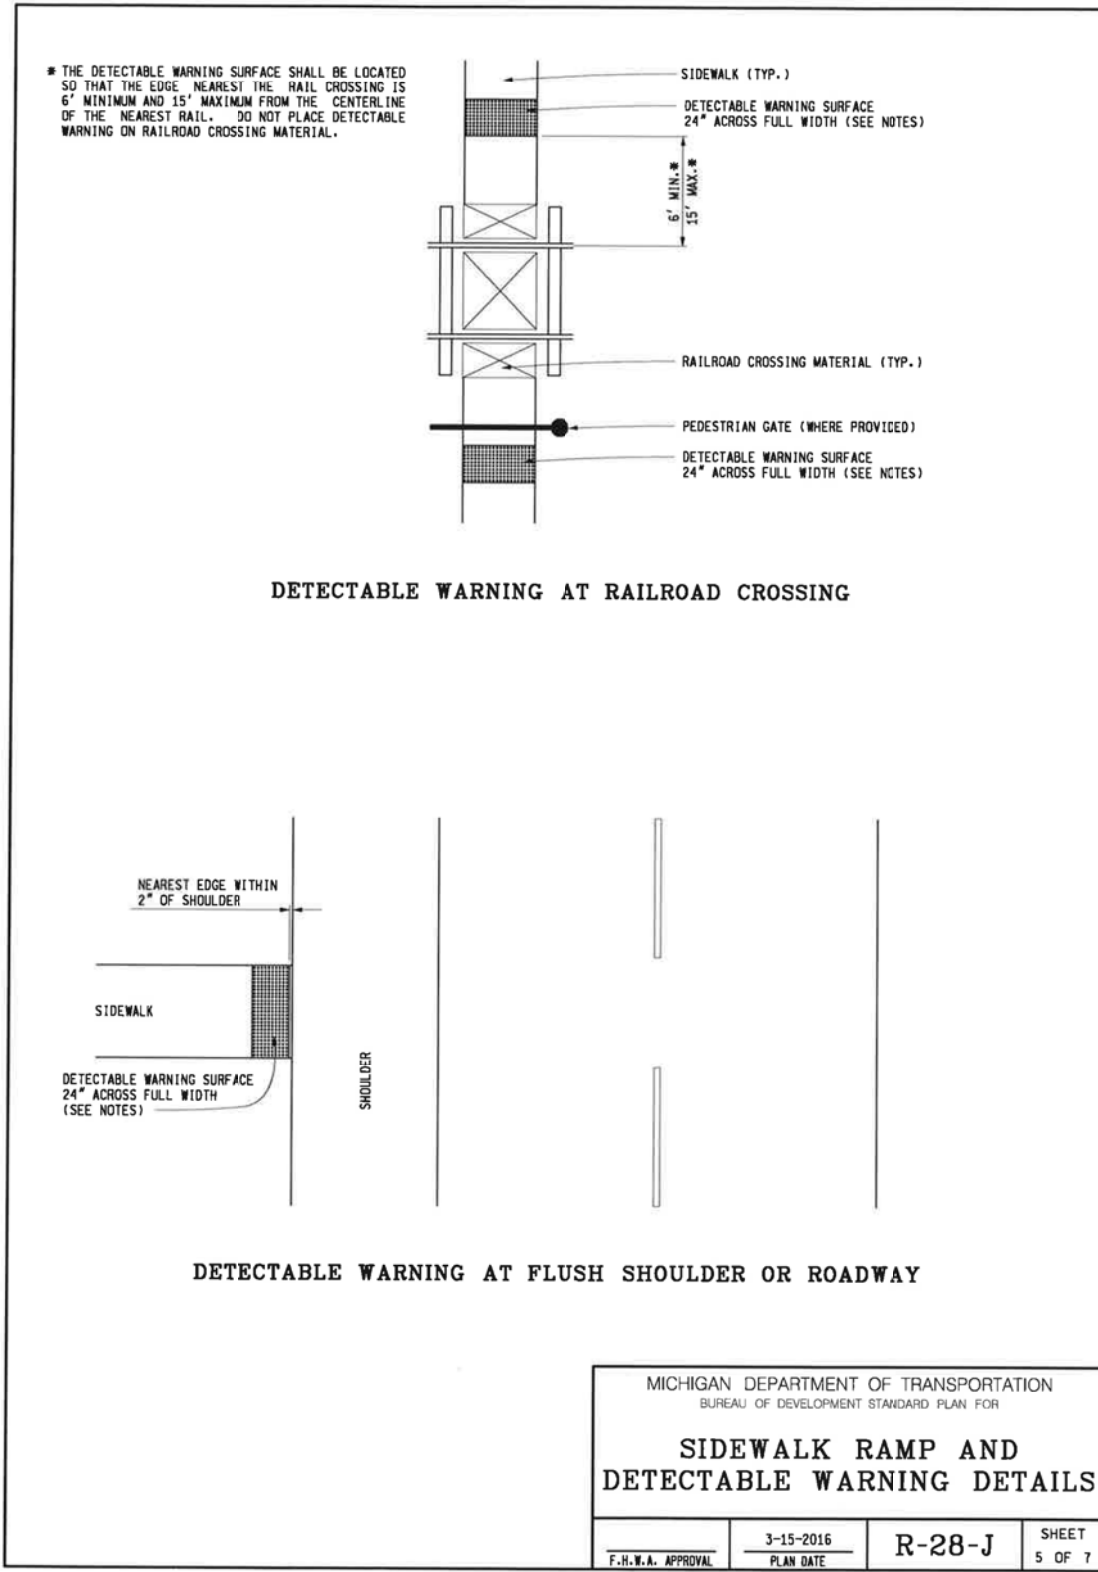 * THE DETECTABLE WARNING SURFACE SHALL BE LOCATED
SO THAT THE EDGE NEAREST THE RAIL CROSSING IS
6' MINIMUM AND 15' MAXIMUM FROM THE CENTERLINE
OF THE NEAREST RAIL. DO NOT PLACE DETECTABLE
WARNING ON RAILROAD CROSSING MATERIAL.
SIDEWALK (TYP.)
DETECTABLE WARNING SURFACE
24" ACROSS FULL WIDTH (SEE NOTES)
6' MIN.*
15' MAX.*
RAILROAD CROSSING MATERIAL (TYP.)
PEDESTRIAN GATE (WHERE PROVIDED)
DETECTABLE WARNING SURFACE
24" ACROSS FULL WIDTH (SEE NOTES)
DETECTABLE WARNING AT RAILROAD CROSSING
NEAREST EDGE WITHIN
2" OF SHOULDER
SIDEWALK
DETECTABLE WARNING SURFACE
24" ACROSS FULL WIDTH
(SEE NOTES)
SHOULDER
DETECTABLE WARNING AT FLUSH SHOULDER OR ROADWAY
MICHIGAN DEPARTMENT OF TRANSPORTATION
BUREAU OF DEVELOPMENT STANDARD PLAN FOR
SIDEWALK RAMP AND
DETECTABLE WARNING DETAILS
F.H.W.A. APPROVAL
3-15-2016
PLAN DATE
R-28-J
SHEET
5 OF 7